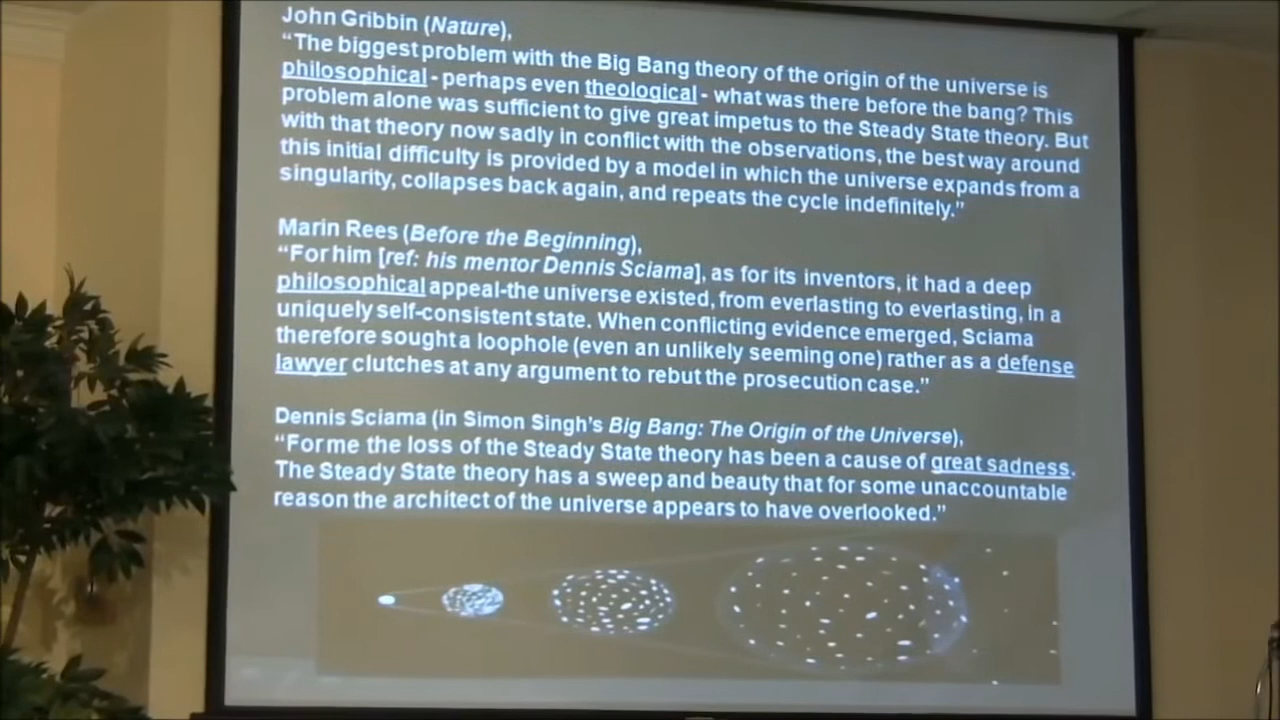 John Gribbin (Nature),
“The biggest problem with the Big Bang theory of the origin of the universe is
philosophical - perhaps even theological - what was there before the bang? This
problem alone was sufficient to give great impetus to the Steady State theory. But
with that theory now sadly in conflict with the observations, the best way around
this initial difficulty is provided by a model in which the universe expands from a
singularity, collapses back again, and repeats the cycle indefinitely.”
Marin Rees (Before the Beginning),
“For him [ref: his mentor Dennis Sciama], as for its inventors, it had a deep
philosophical appeal-the universe existed, from everlasting to everlasting, in a
uniquely self-consistent state. When conflicting evidence emerged, Sciama
therefore sought a loophole (even an unlikely seeming one) rather as a defense
lawyer clutches at any argument to rebut the prosecution case.”
Dennis Sciama (in Simon Singh's Big Bang: The Origin of the Universe),
“For me the loss of the Steady State theory has been a cause of great sadness.
The Steady State theory has a sweep and beauty that for some unaccountable
reason the architect of the universe appears to have overlooked.”